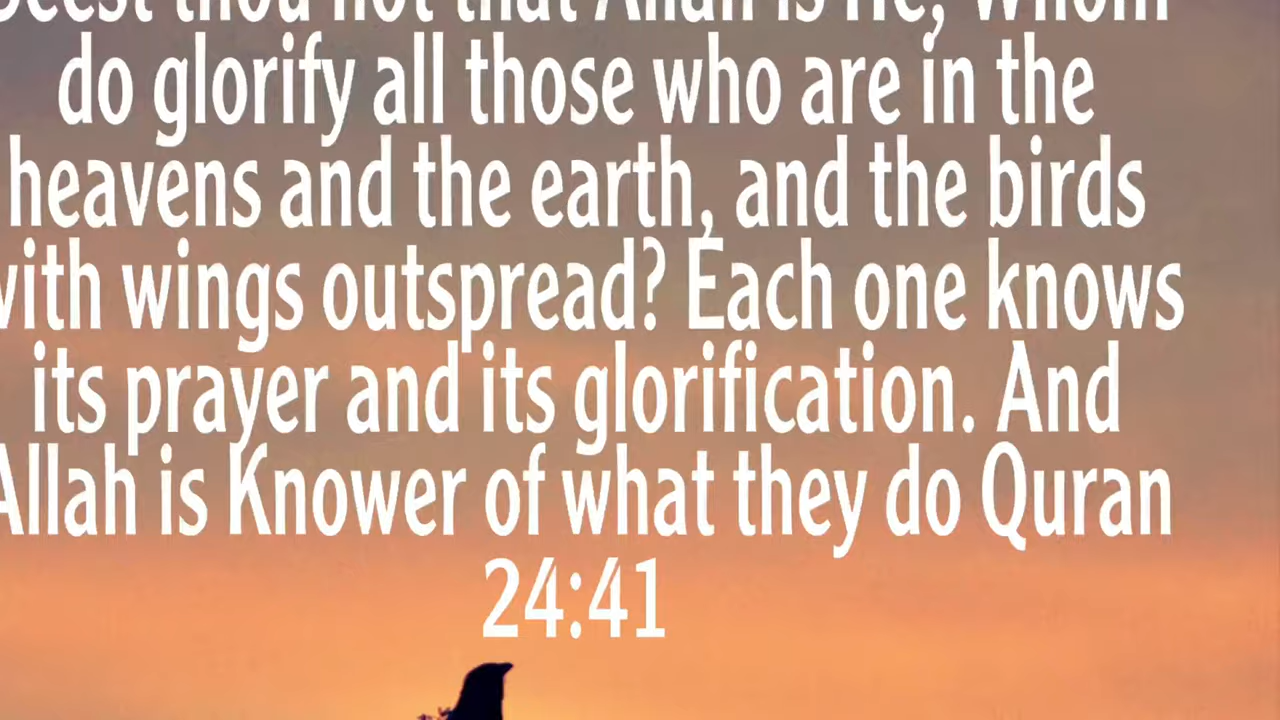 thou not that Allah is He, Whom
do glorify all those who are in the
heavens and the earth, and the birds
with wings outspread? Each one knows
its prayer and its glorification. And
Allah is Knower of what they do Quran
24:41